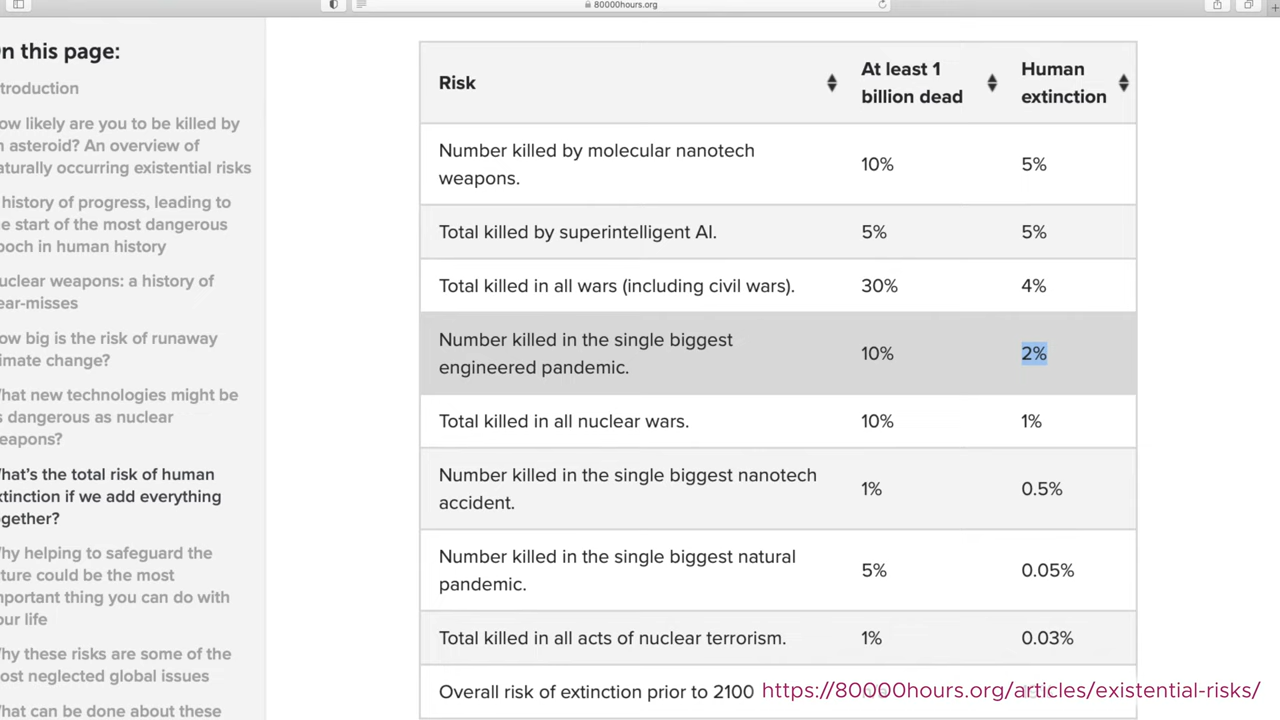 80000hours.org
n this page:
troduction
ow likely are you to be killed by
n asteroid? An overview of
aturally occurring existential risks
history of progress, leading to
e start of the most dangerous
poch in human history
uclear weapons: a history of
ear-misses
ow big is the risk of runaway
imate change?
hat new technologies might be
s dangerous as nuclear
eapons?
hat's the total risk of human
xtinction if we add everything
ogether?
hy helping to safeguard the
ture could be the most
mportant thing you can do with
our life
hy these risks are some of the
ost neglected global issues
hat can be done about these
Risk
At least 1
billion dead
Human
extinction
Number killed by molecular nanotech
weapons.
10%
5%
Total killed by superintelligent AI.
5%
5%
Total killed in all wars (including civil wars).
30%
4%
Number killed in the single biggest
engineered pandemic.
10%
2%
Total killed in all nuclear wars.
10%
1%
Number killed in the single biggest nanotech
accident.
1%
0.5%
Number killed in the single biggest natural
pandemic.
5%
0.05%
Total killed in all acts of nuclear terrorism.
1%
0.03%
Overall risk of extinction prior to 2100
https://80000hours.org/articles/existential-risks/